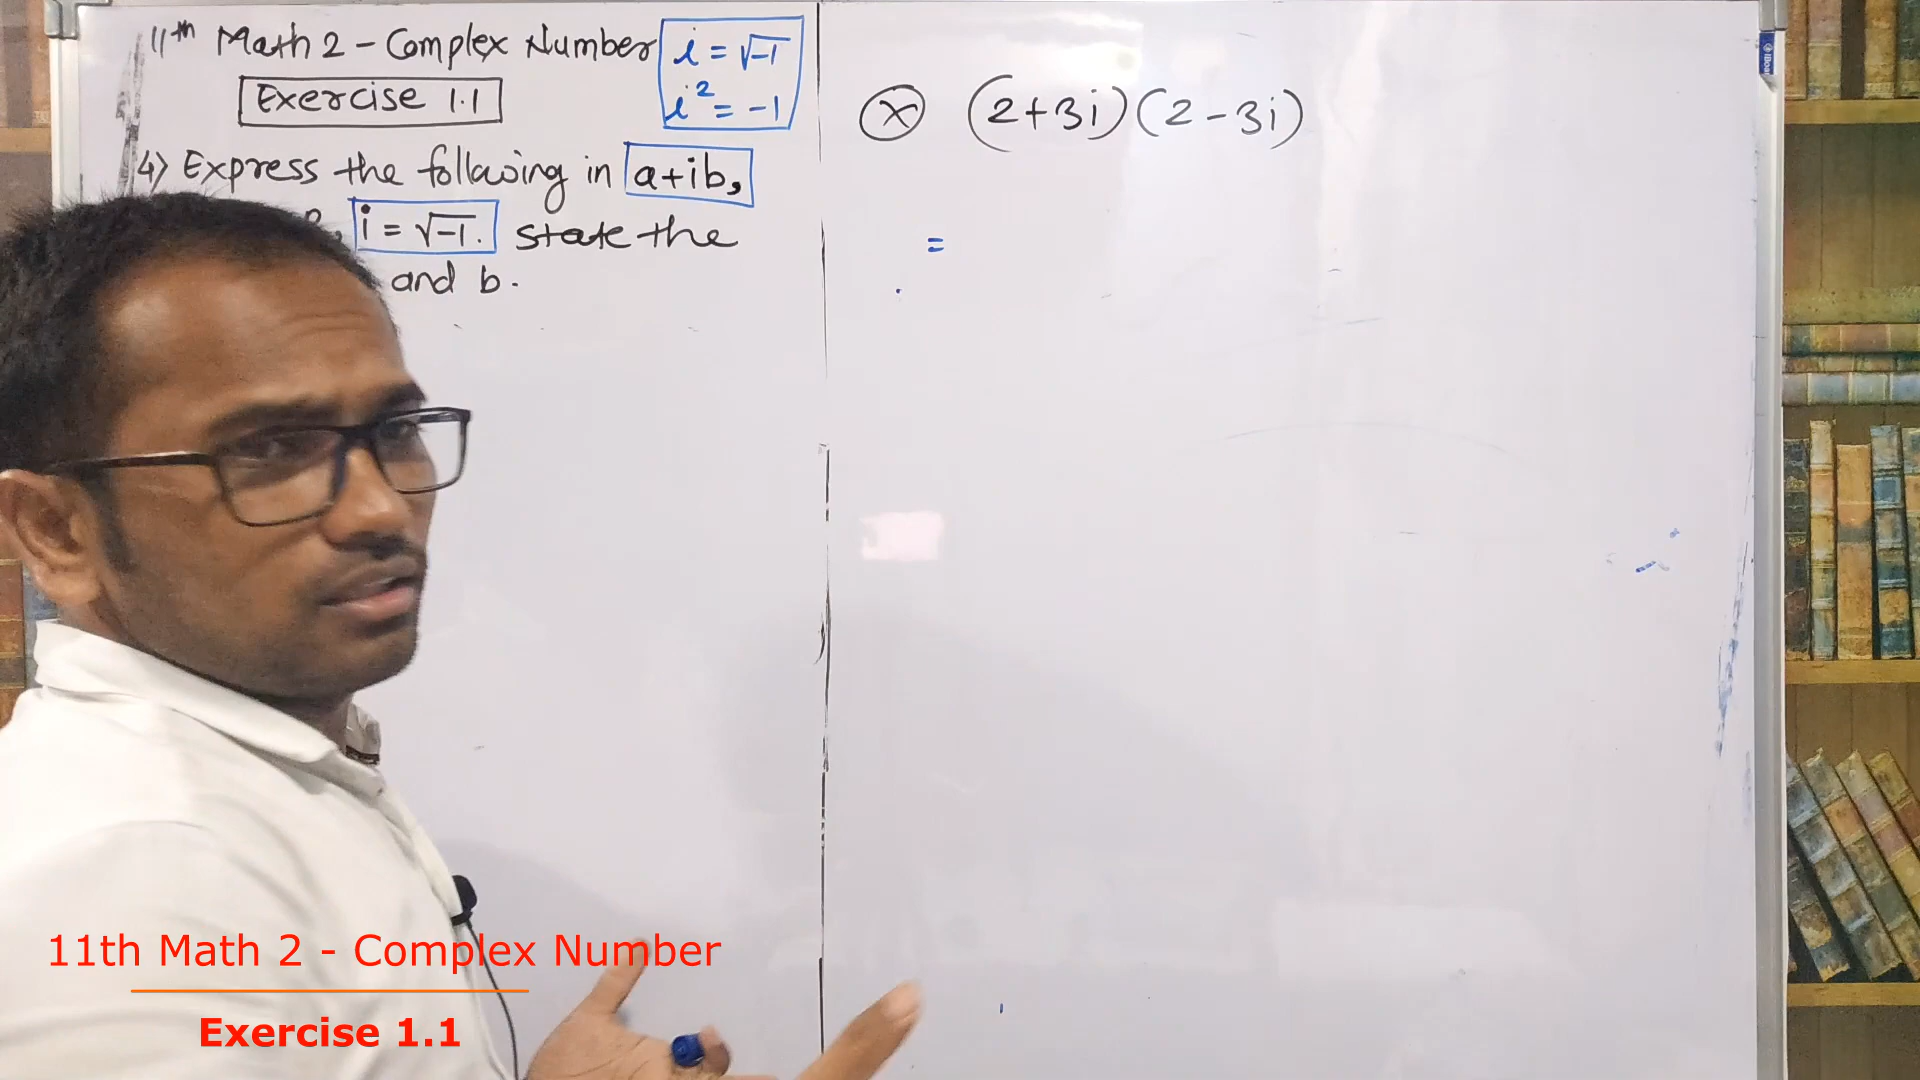 11th Math 2 - Complex Number
i = √-1
i² = -1
Exercise 1.1
4) Express the following in a+ib,
i = √-1. state the
and b.
x (2+3i)(2-3i)
=
11th Math 2 - Complex Number
Exercise 1.1